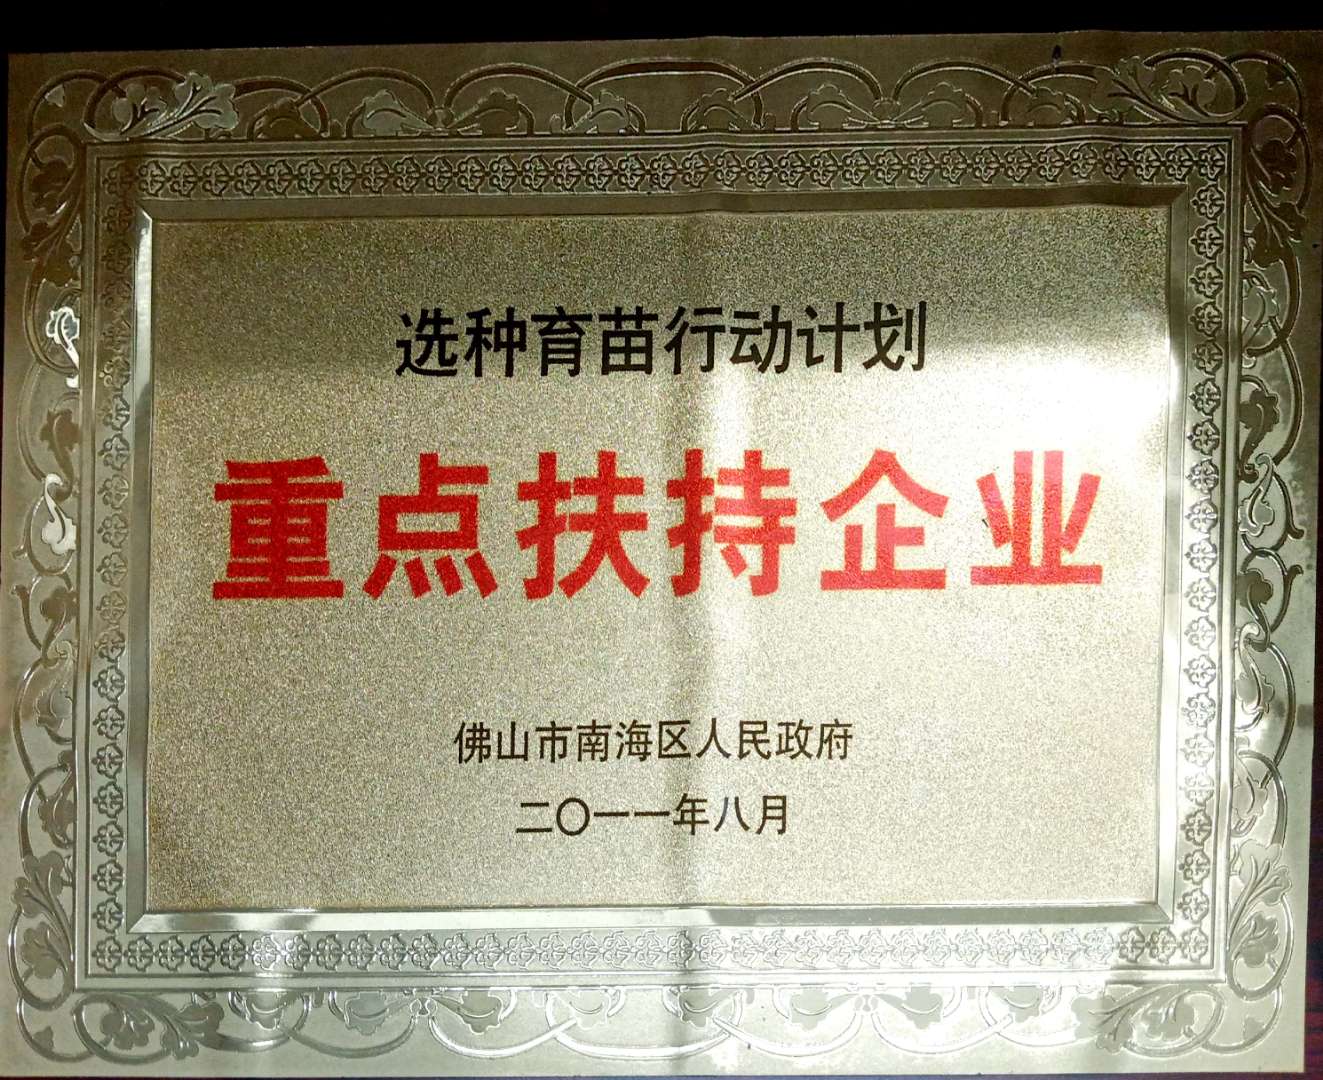 选种育苗行动计划
重点扶持企业
佛山市南海区人民政府
二〇一一年八月